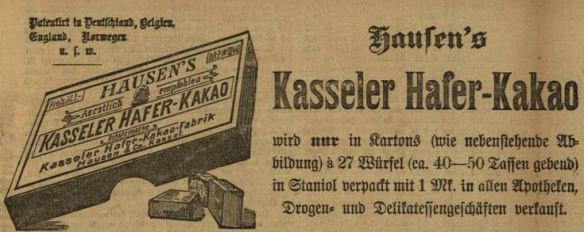 Patentirt in Deutschland, Belgien,
England, Norwegen
u. s. w.
HAUSEN'S
Aerztlich empfohlen
KASSELER HAFER-KAKAO
Schutzmarke
Kasseler Hafer-Kakao-Fabrik
Hausen & Co. Kassel
Hausen's
Kasseler Hafer-Kakao
wird nur in Kartons (wie nebenstehende Ab-
bildung) à 27 Würfel (ca. 40—50 Tassen gebend)
in Staniol verpackt mit 1 Mk. in allen Apotheken,
Drogen- und Delikatessengeschäften verkauft.